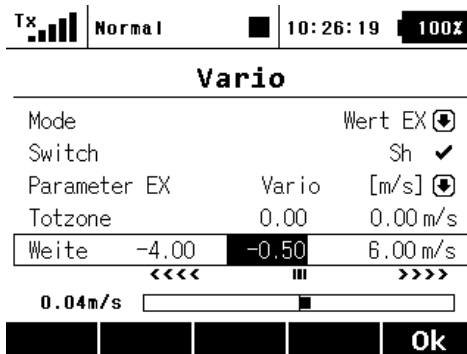 Tx Normal 10:26:19 100%
Vario
Mode Wert EX
Switch Sh ✔
Parameter EX Vario [m/s]
Totzone 0.00 0.00 m/s
Weite -4.00 -0.50 6.00 m/s
<<<< >>>>
0.04m/s
Ok